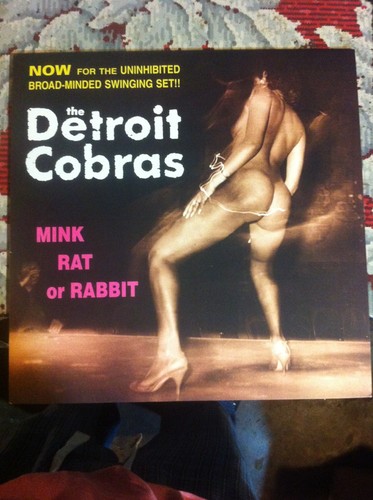 NOW FOR THE UNINHIBITED
BROAD-MINDED SWINGING SET!!
the
Detroit
Cobras
MINK
RAT
or RABBIT